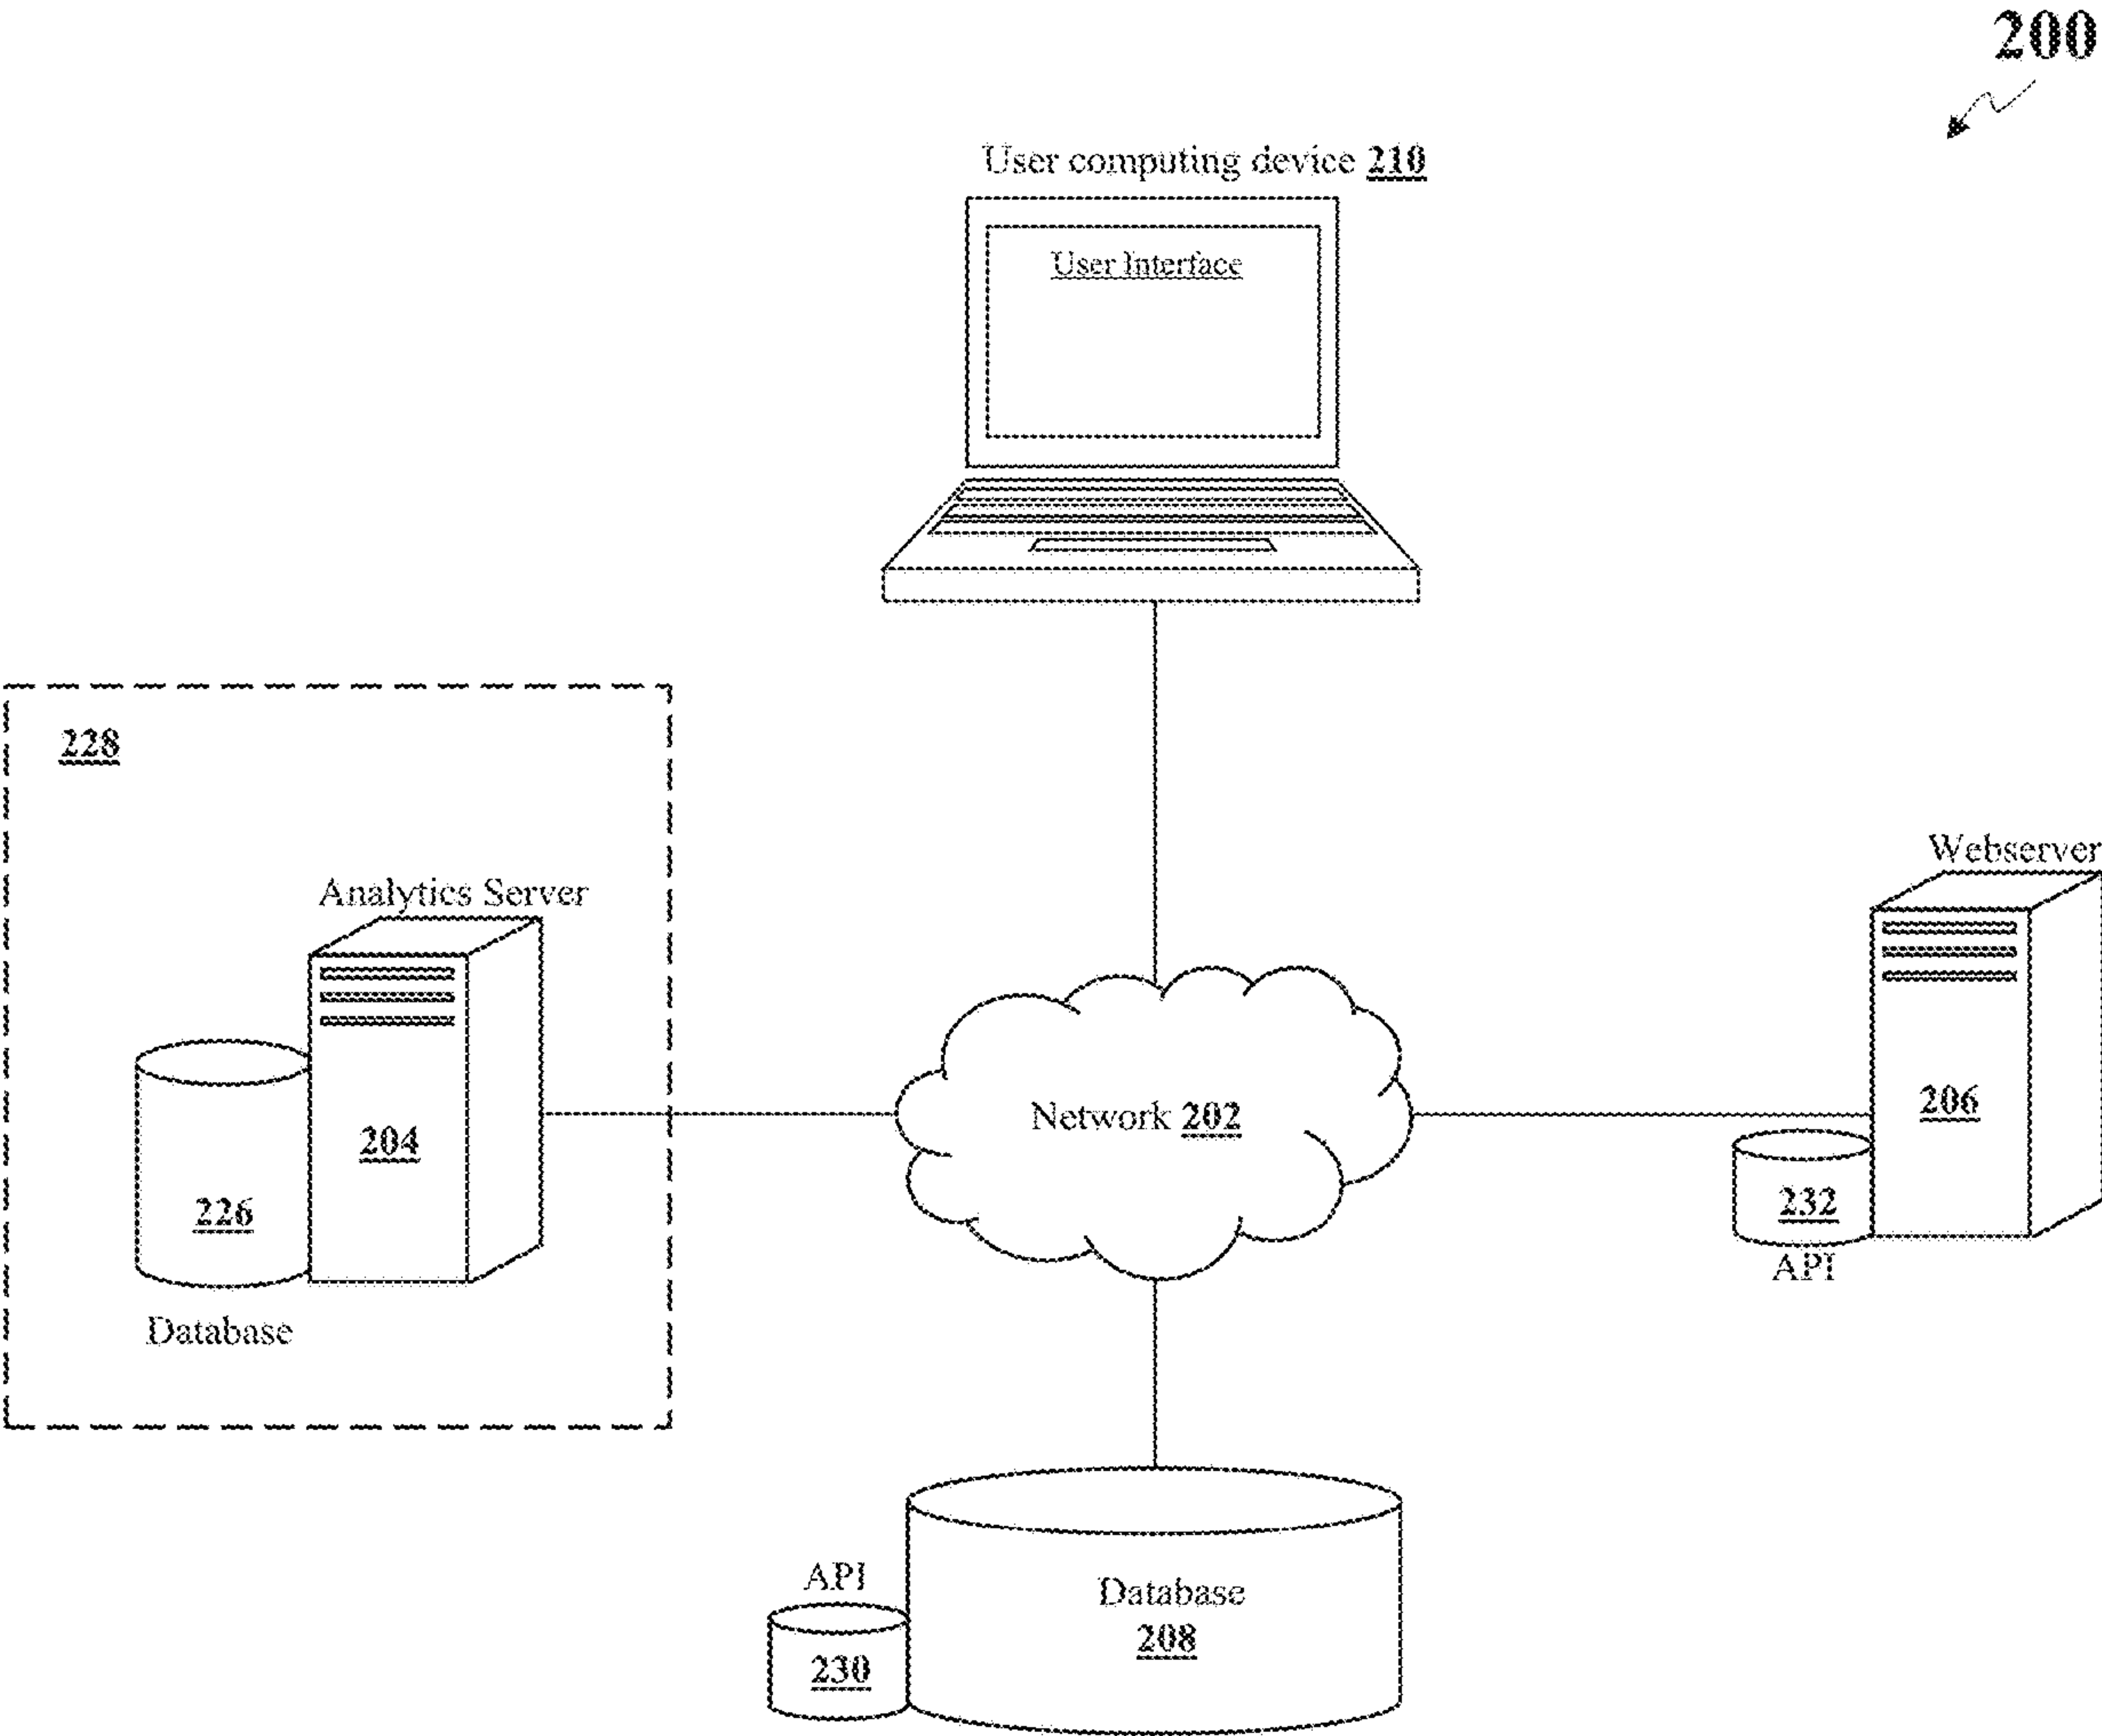 200
User computing device 210
User Interface
228
Analytics Server
Webserver
204
226
Database
Network 202
206
232
API
API
230
Database
208